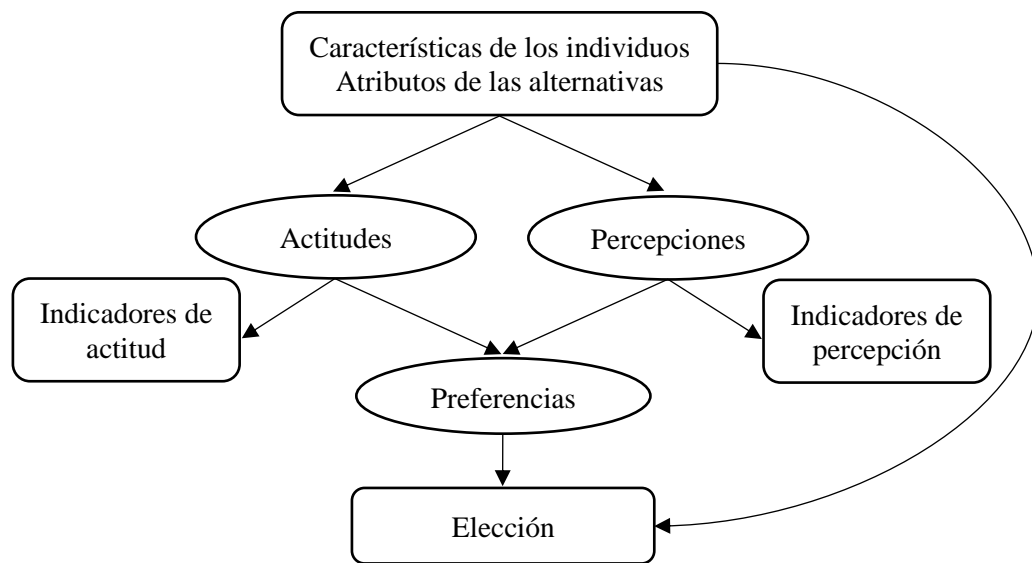 Características de los individuos
Atributos de las alternativas
Actitudes
Percepciones
Indicadores de
actitud
Indicadores de
percepción
Preferencias
Elección